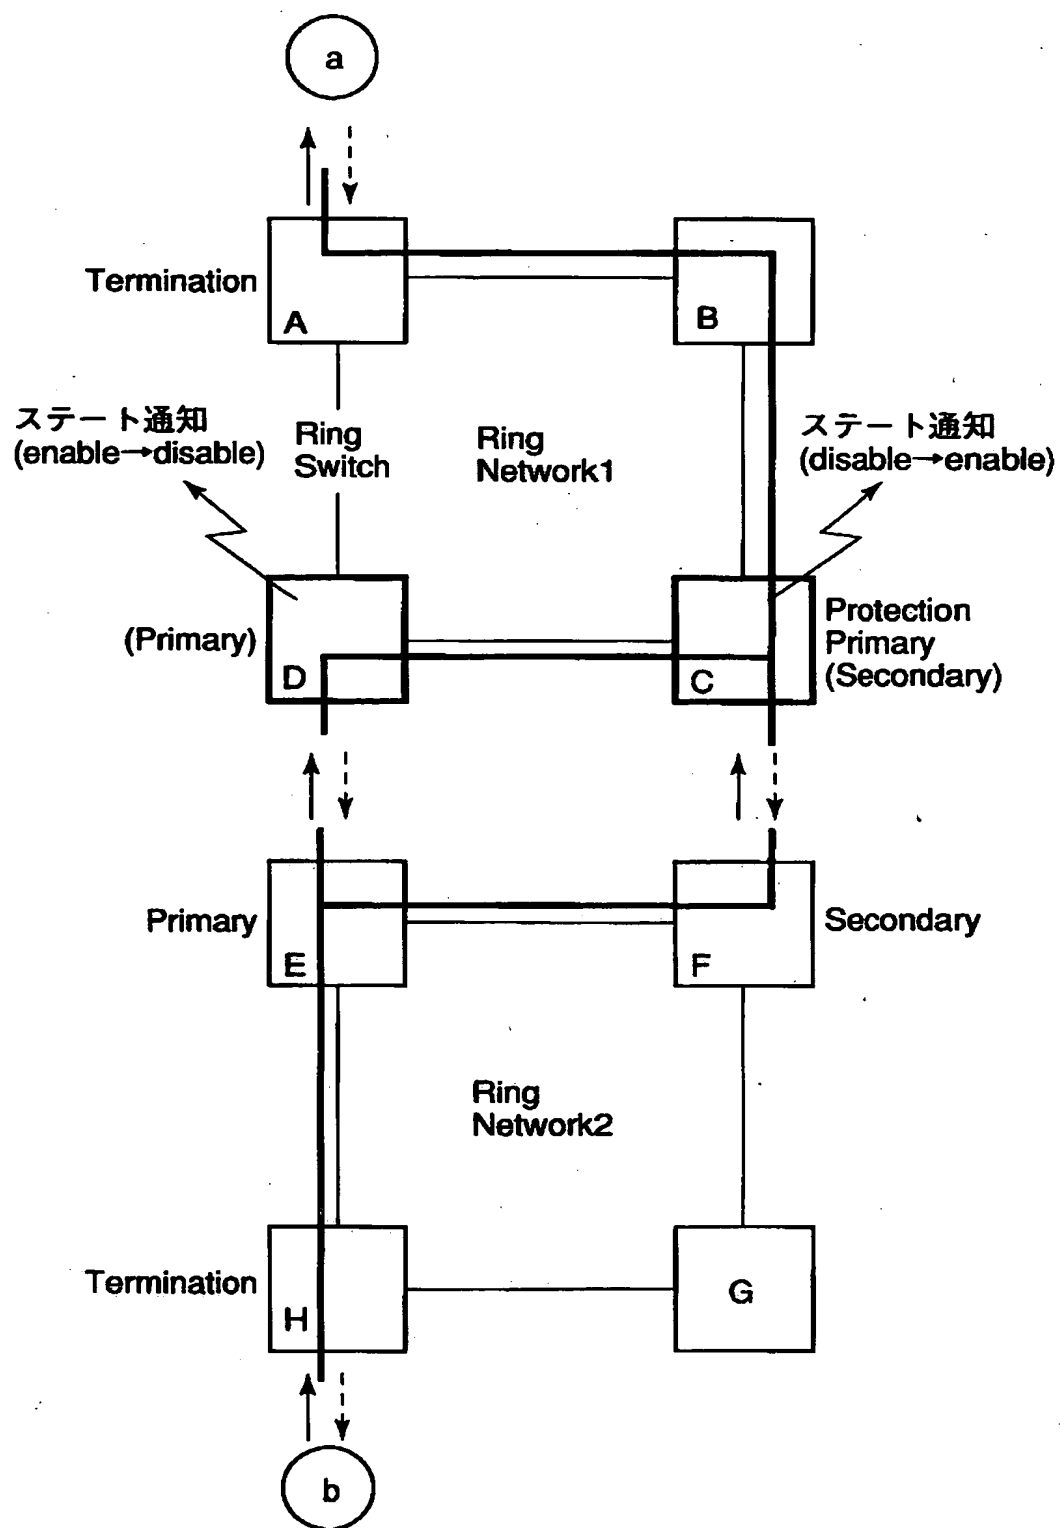 a
Termination
A
B
ステート通知
(enable→disable)
Ring
Switch
Ring
Network1
ステート通知
(disable→enable)
(Primary)
D
C
Protection
Primary
(Secondary)
Primary
E
F
Secondary
Ring
Network2
Termination
H
G
b